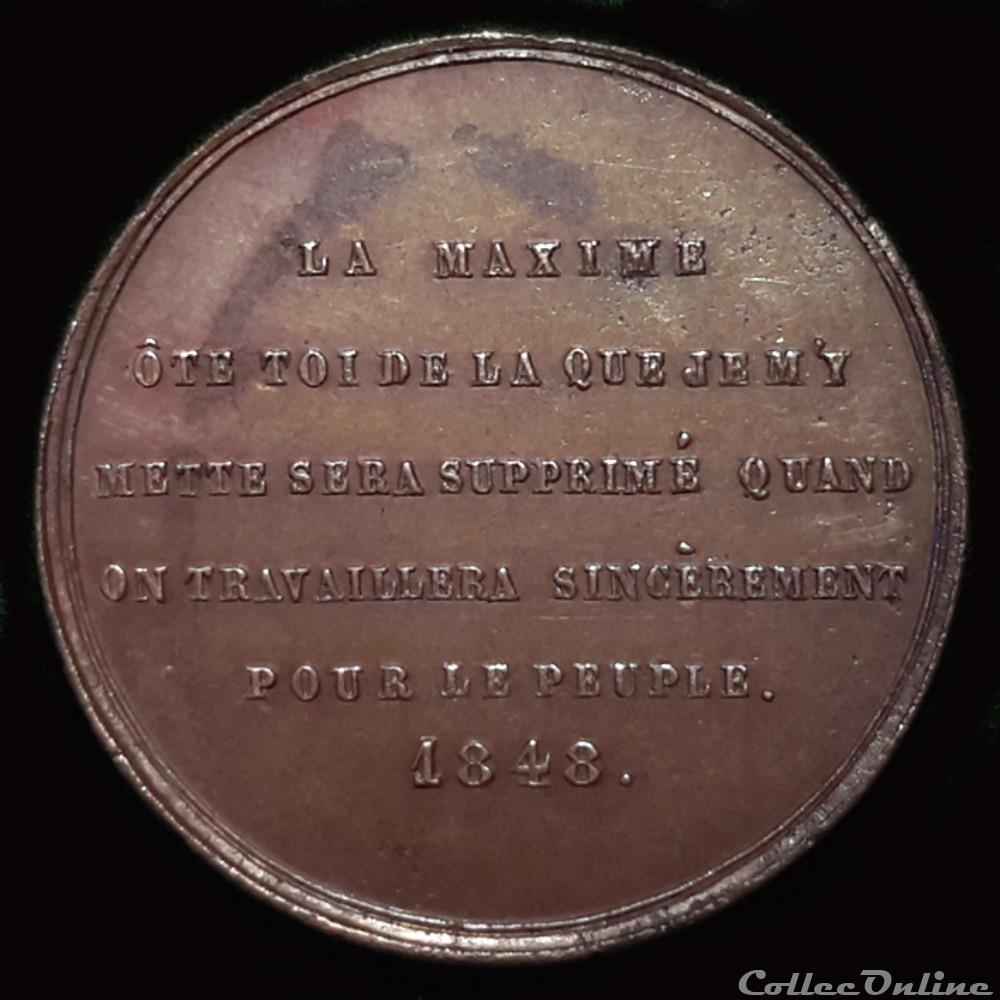 LA MAXIME
ÔTE TOI DE LA QUE JE M'Y
METTE SERA SUPPRIMÉ QUAND
ON TRAVAILLERA SINCÈREMENT
POUR LE PEUPLE.
1848.
CollecOnline